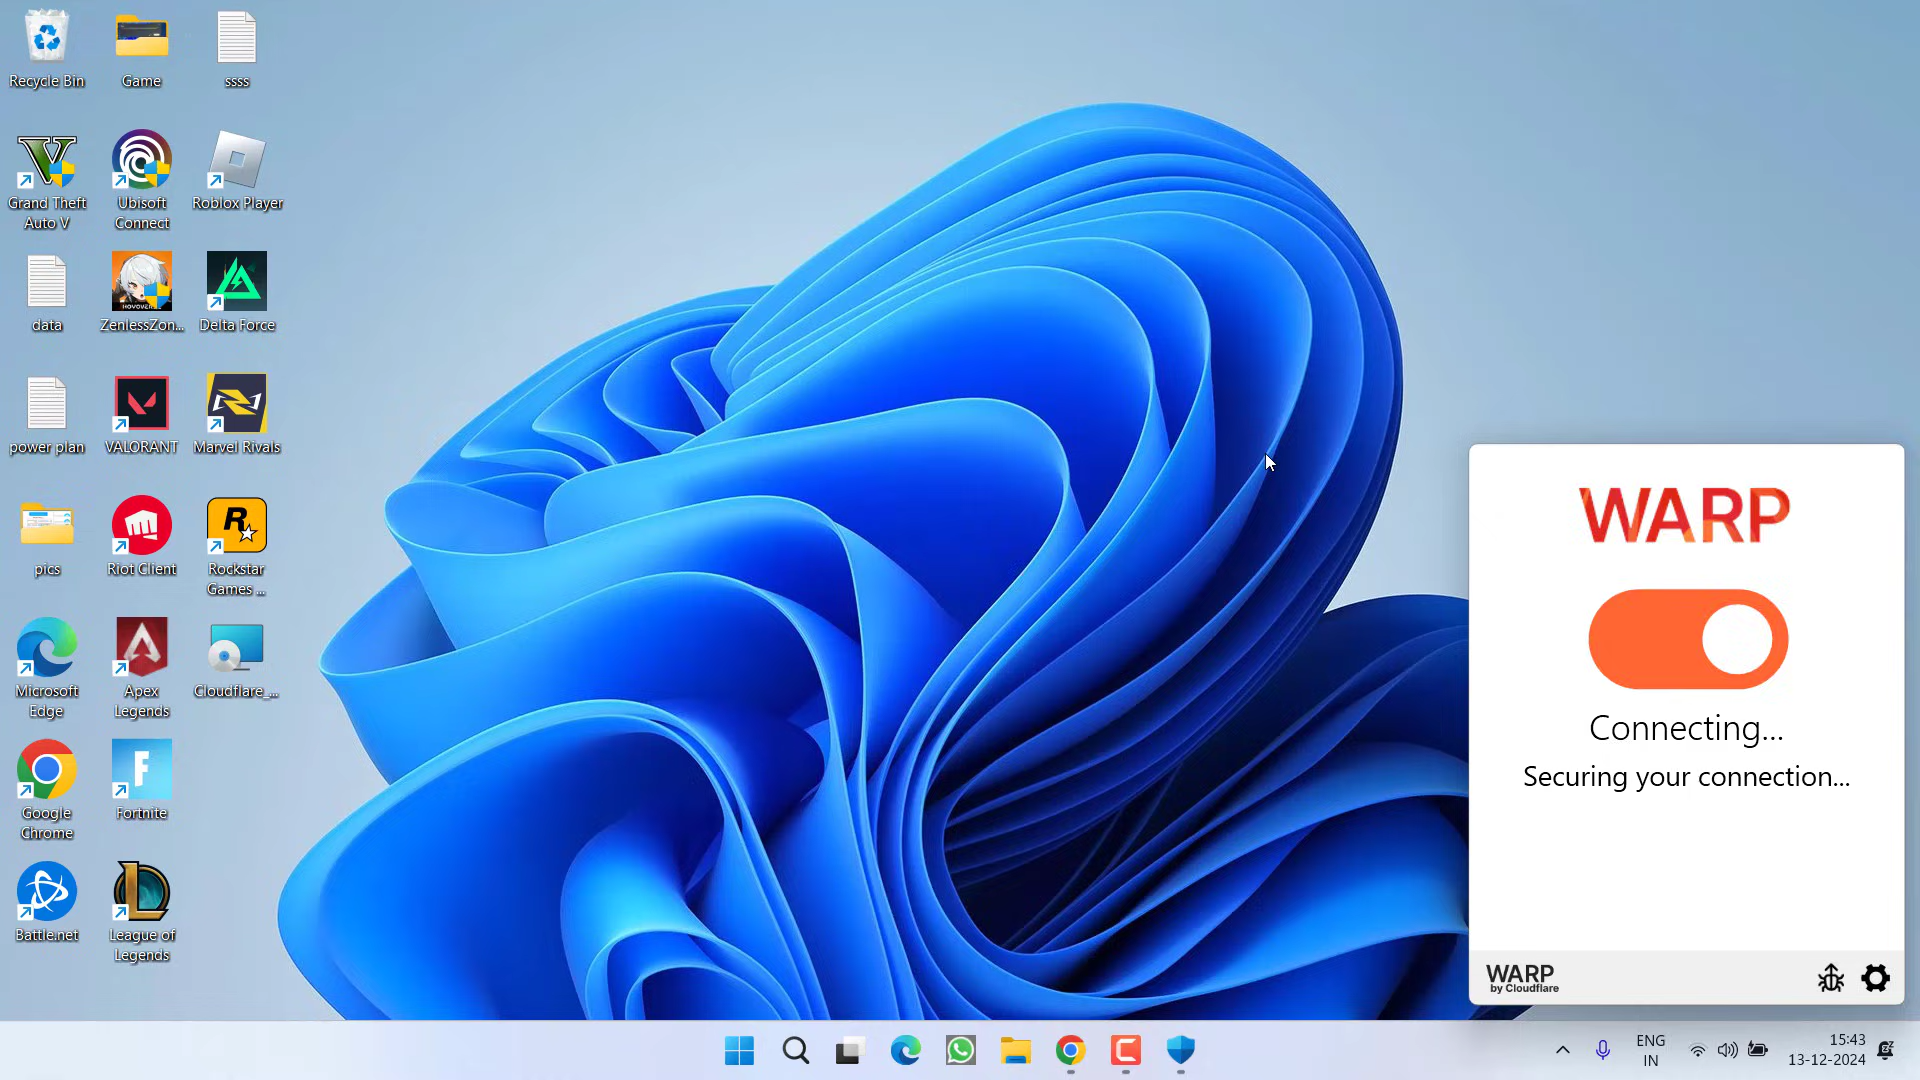 Recycle Bin
Game
ssss
Grand Theft
Auto V
Ubisoft
Connect
Roblox Player
data
HOYOVERSE
ZenlessZon...
Delta Force
power plan
VALORANT
Marvel Rivals
pics
Riot Client
Rockstar
Games ...
Microsoft
Edge
Apex
Legends
Cloudflare_...
Google
Chrome
Fortnite
Battle.net
League of
Legends
WARP
Connecting...
Securing your connection...
WARP
by Cloudflare
ENG
IN
15:43
13-12-2024